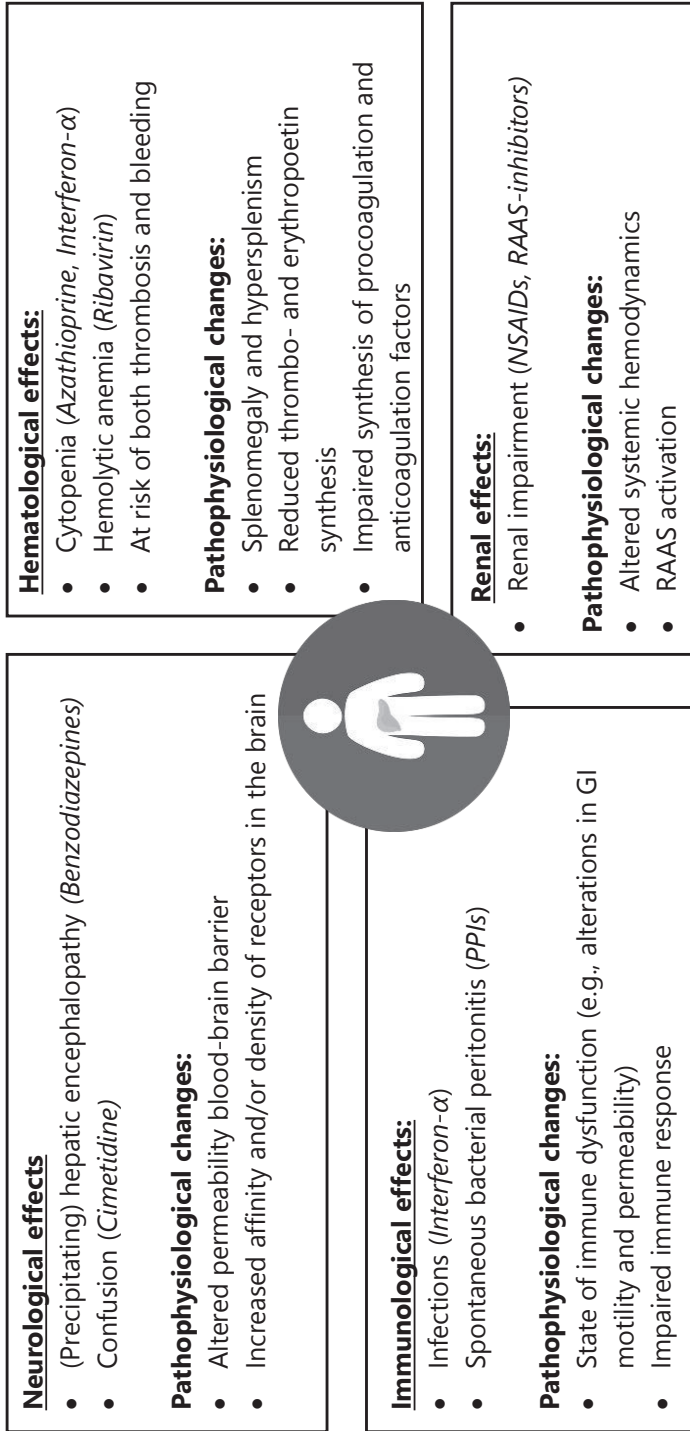 Neurological effects
• (Precipitating) hepatic encephalopathy (Benzodiazepines)
• Confusion (Cimetidine)
Pathophysiological changes:
• Altered permeability blood-brain barrier
• Increased affinity and/or density of receptors in the brain
Hematological effects:
• Cytopenia (Azathioprine, Interferon-α)
• Hemolytic anemia (Ribavirin)
• At risk of both thrombosis and bleeding
Pathophysiological changes:
• Splenomegaly and hypersplenism
• Reduced thrombo- and erythropoetin
synthesis
• Impaired synthesis of procoagulation and
anticoagulation factors
Immunological effects:
• Infections (Interferon-α)
• Spontaneous bacterial peritonitis (PPIs)
Pathophysiological changes:
• State of immune dysfunction (e.g., alterations in GI
motility and permeability)
• Impaired immune response
Renal effects:
• Renal impairment (NSAIDs, RAAS-inhibitors)
Pathophysiological changes:
• Altered systemic hemodynamics
• RAAS activation